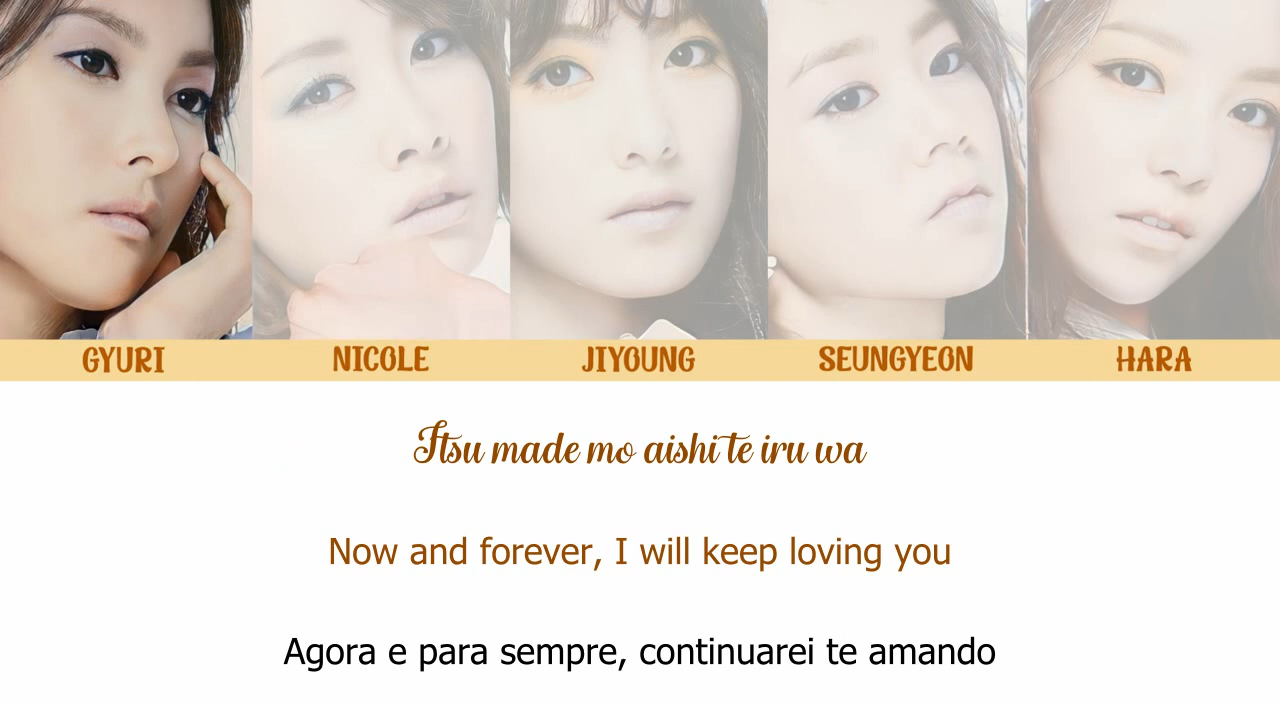 GYURI NICOLE JIYOUNG SEUNGYEON HARA
Itsu made mo aishi te iru wa
Now and forever, I will keep loving you
Agora e para sempre, continuarei te amando